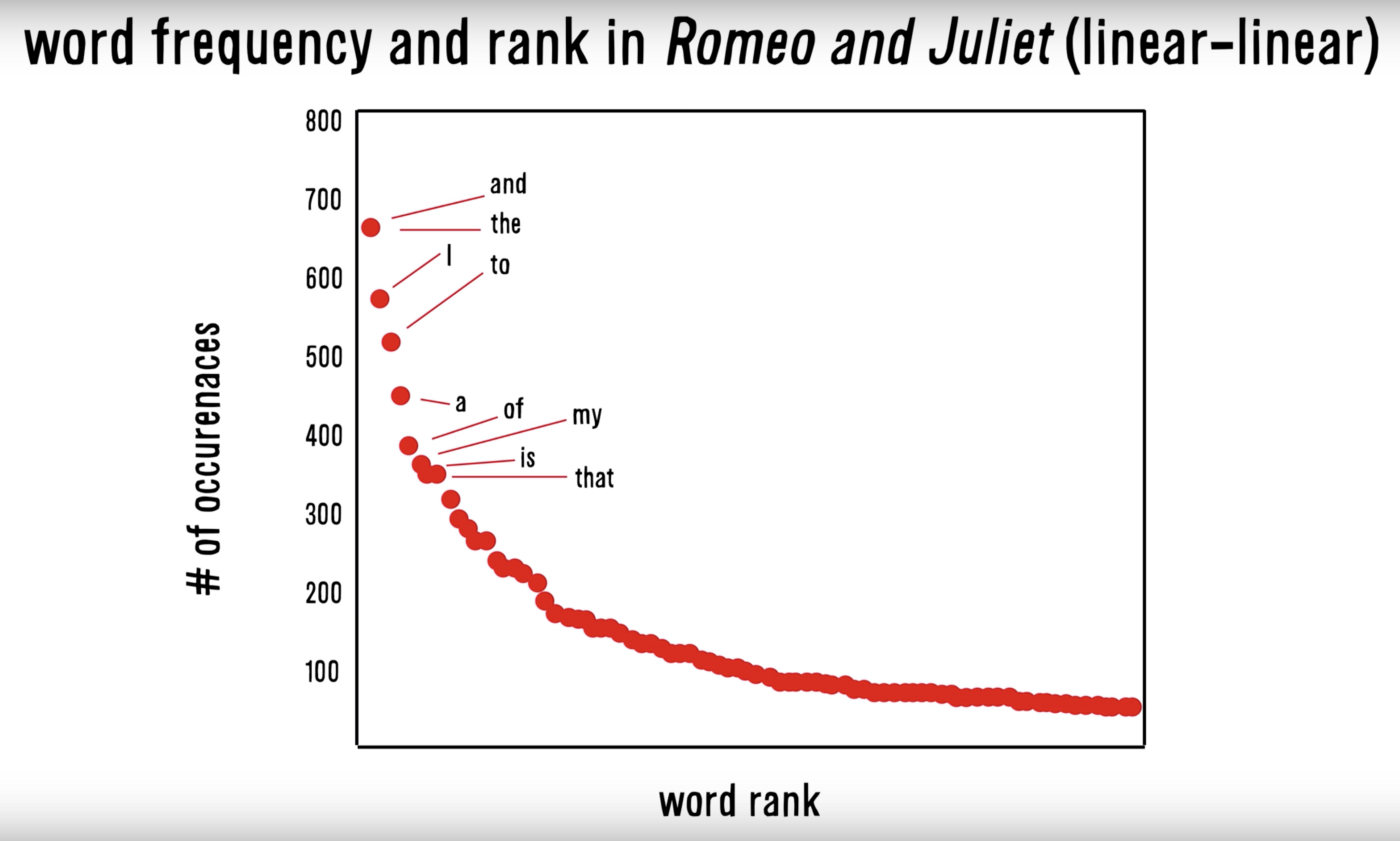 word frequency and rank in Romeo and Juliet (linear-linear)
800
700
600
500
400
300
200
100
# of occurenaces
and
the
I
to
a
of
my
is
that
word rank